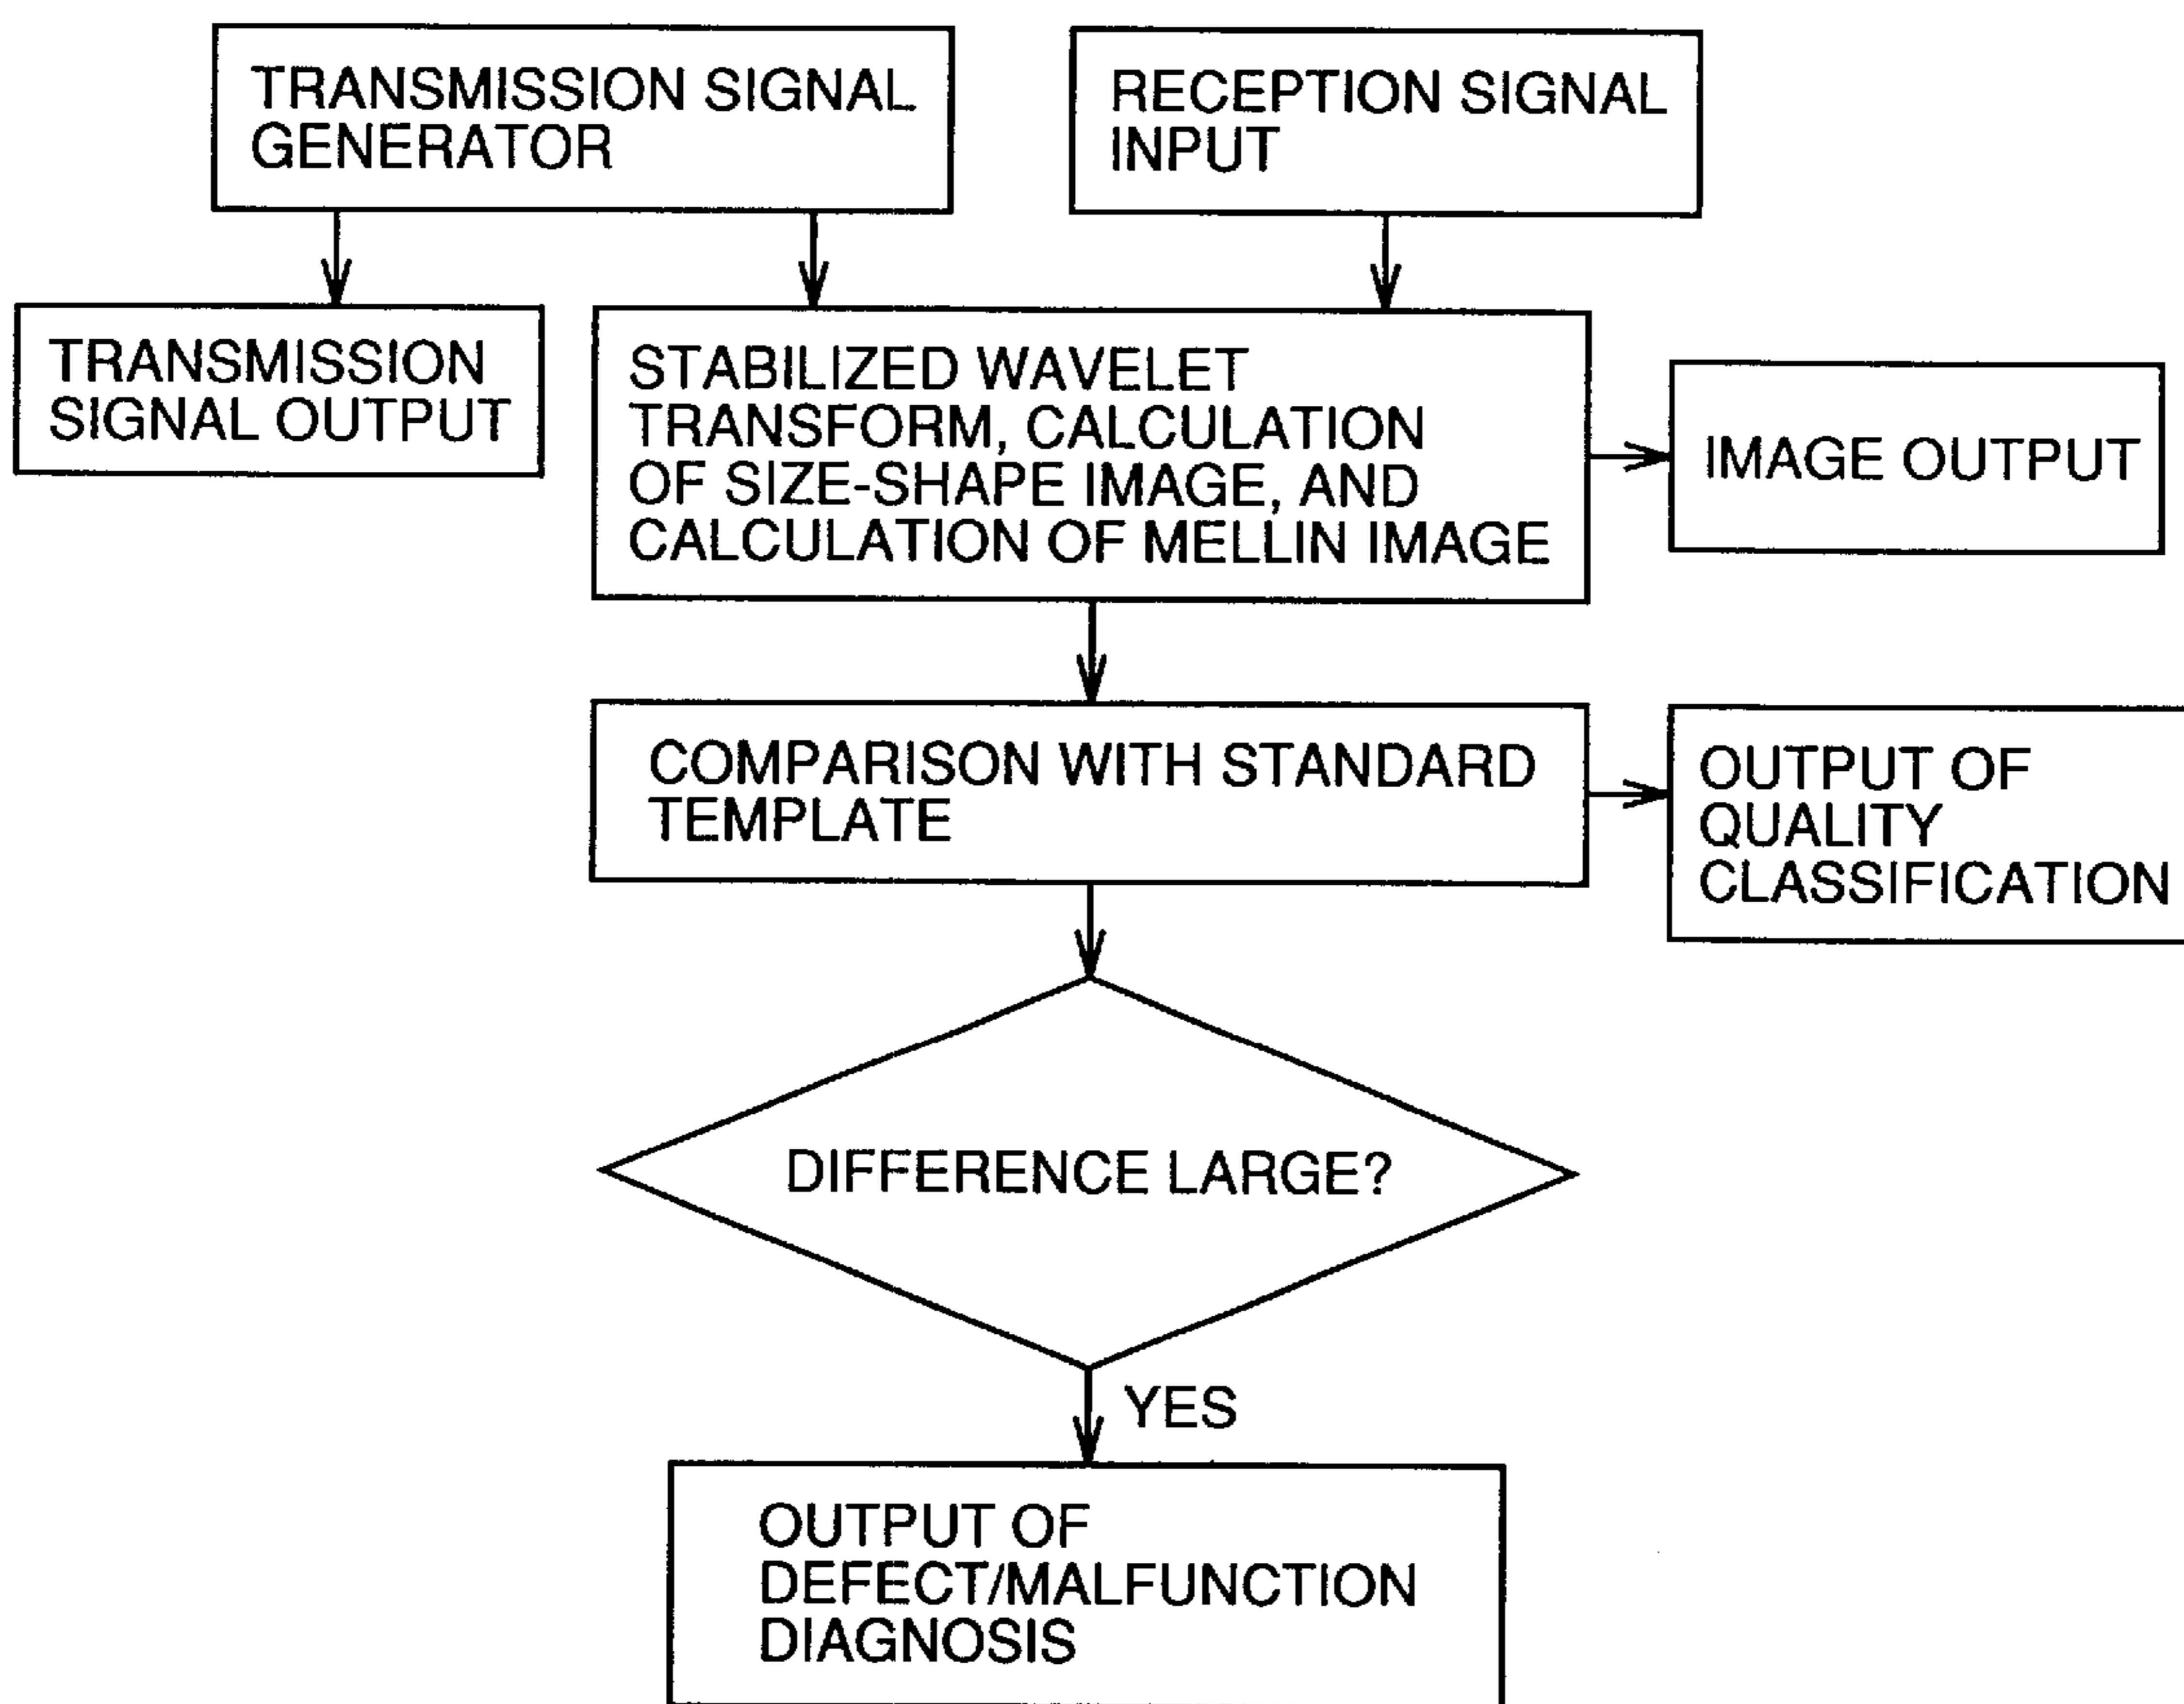 TRANSMISSION SIGNAL
GENERATOR
RECEPTION SIGNAL
INPUT
TRANSMISSION
SIGNAL OUTPUT
STABILIZED WAVELET
TRANSFORM, CALCULATION
OF SIZE-SHAPE IMAGE, AND
CALCULATION OF MELLIN IMAGE
IMAGE OUTPUT
COMPARISON WITH STANDARD
TEMPLATE
OUTPUT OF
QUALITY
CLASSIFICATION
DIFFERENCE LARGE?
YES
OUTPUT OF
DEFECT/MALFUNCTION
DIAGNOSIS